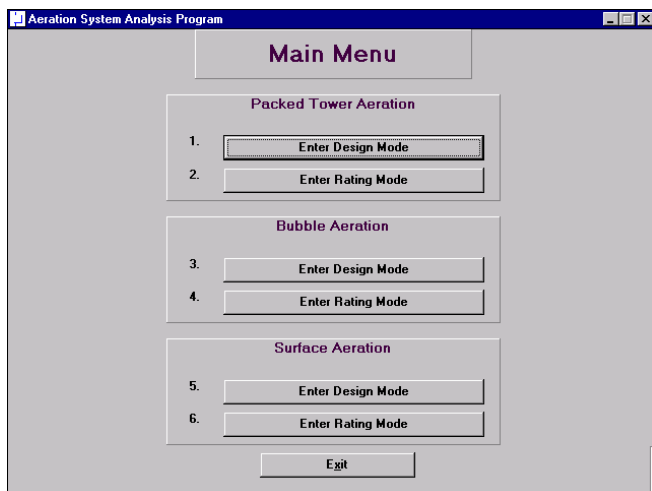 Aeration System Analysis Program
Main Menu
Packed Tower Aeration
1. Enter Design Mode
2. Enter Rating Mode
Bubble Aeration
3. Enter Design Mode
4. Enter Rating Mode
Surface Aeration
5. Enter Design Mode
6. Enter Rating Mode
Exit